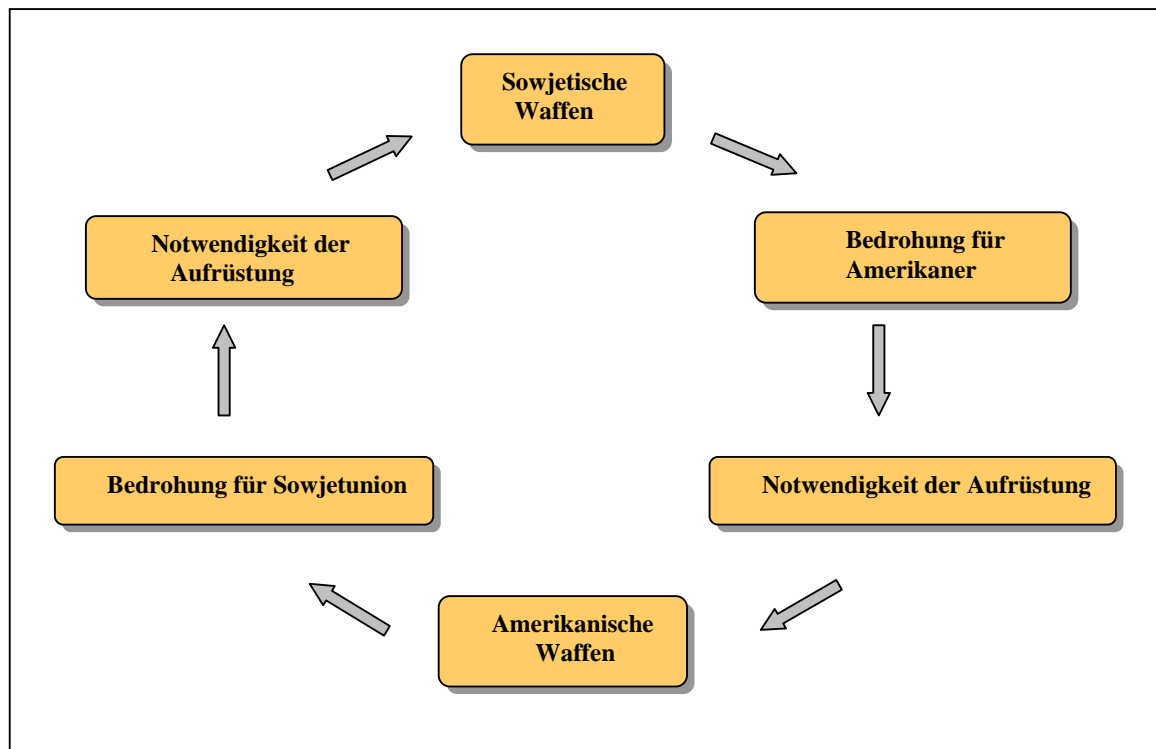 Sowjetische
Waffen
Notwendigkeit der
Aufrüstung
Bedrohung für
Amerikaner
Bedrohung für Sowjetunion
Notwendigkeit der Aufrüstung
Amerikanische
Waffen